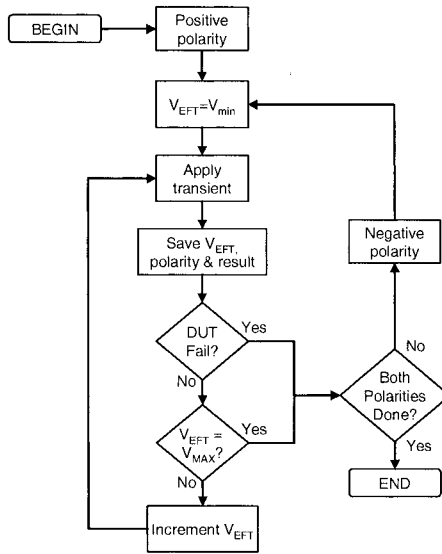 BEGIN
Positive
polarity
V_EFT=V_min
Apply
transient
Save V_EFT,
polarity & result
Negative
polarity
DUT
Fail?
Yes
No
No
Both
Polarities
Done?
V_EFT =
V_MAX?
Yes
Yes
No
END
Increment V_EFT